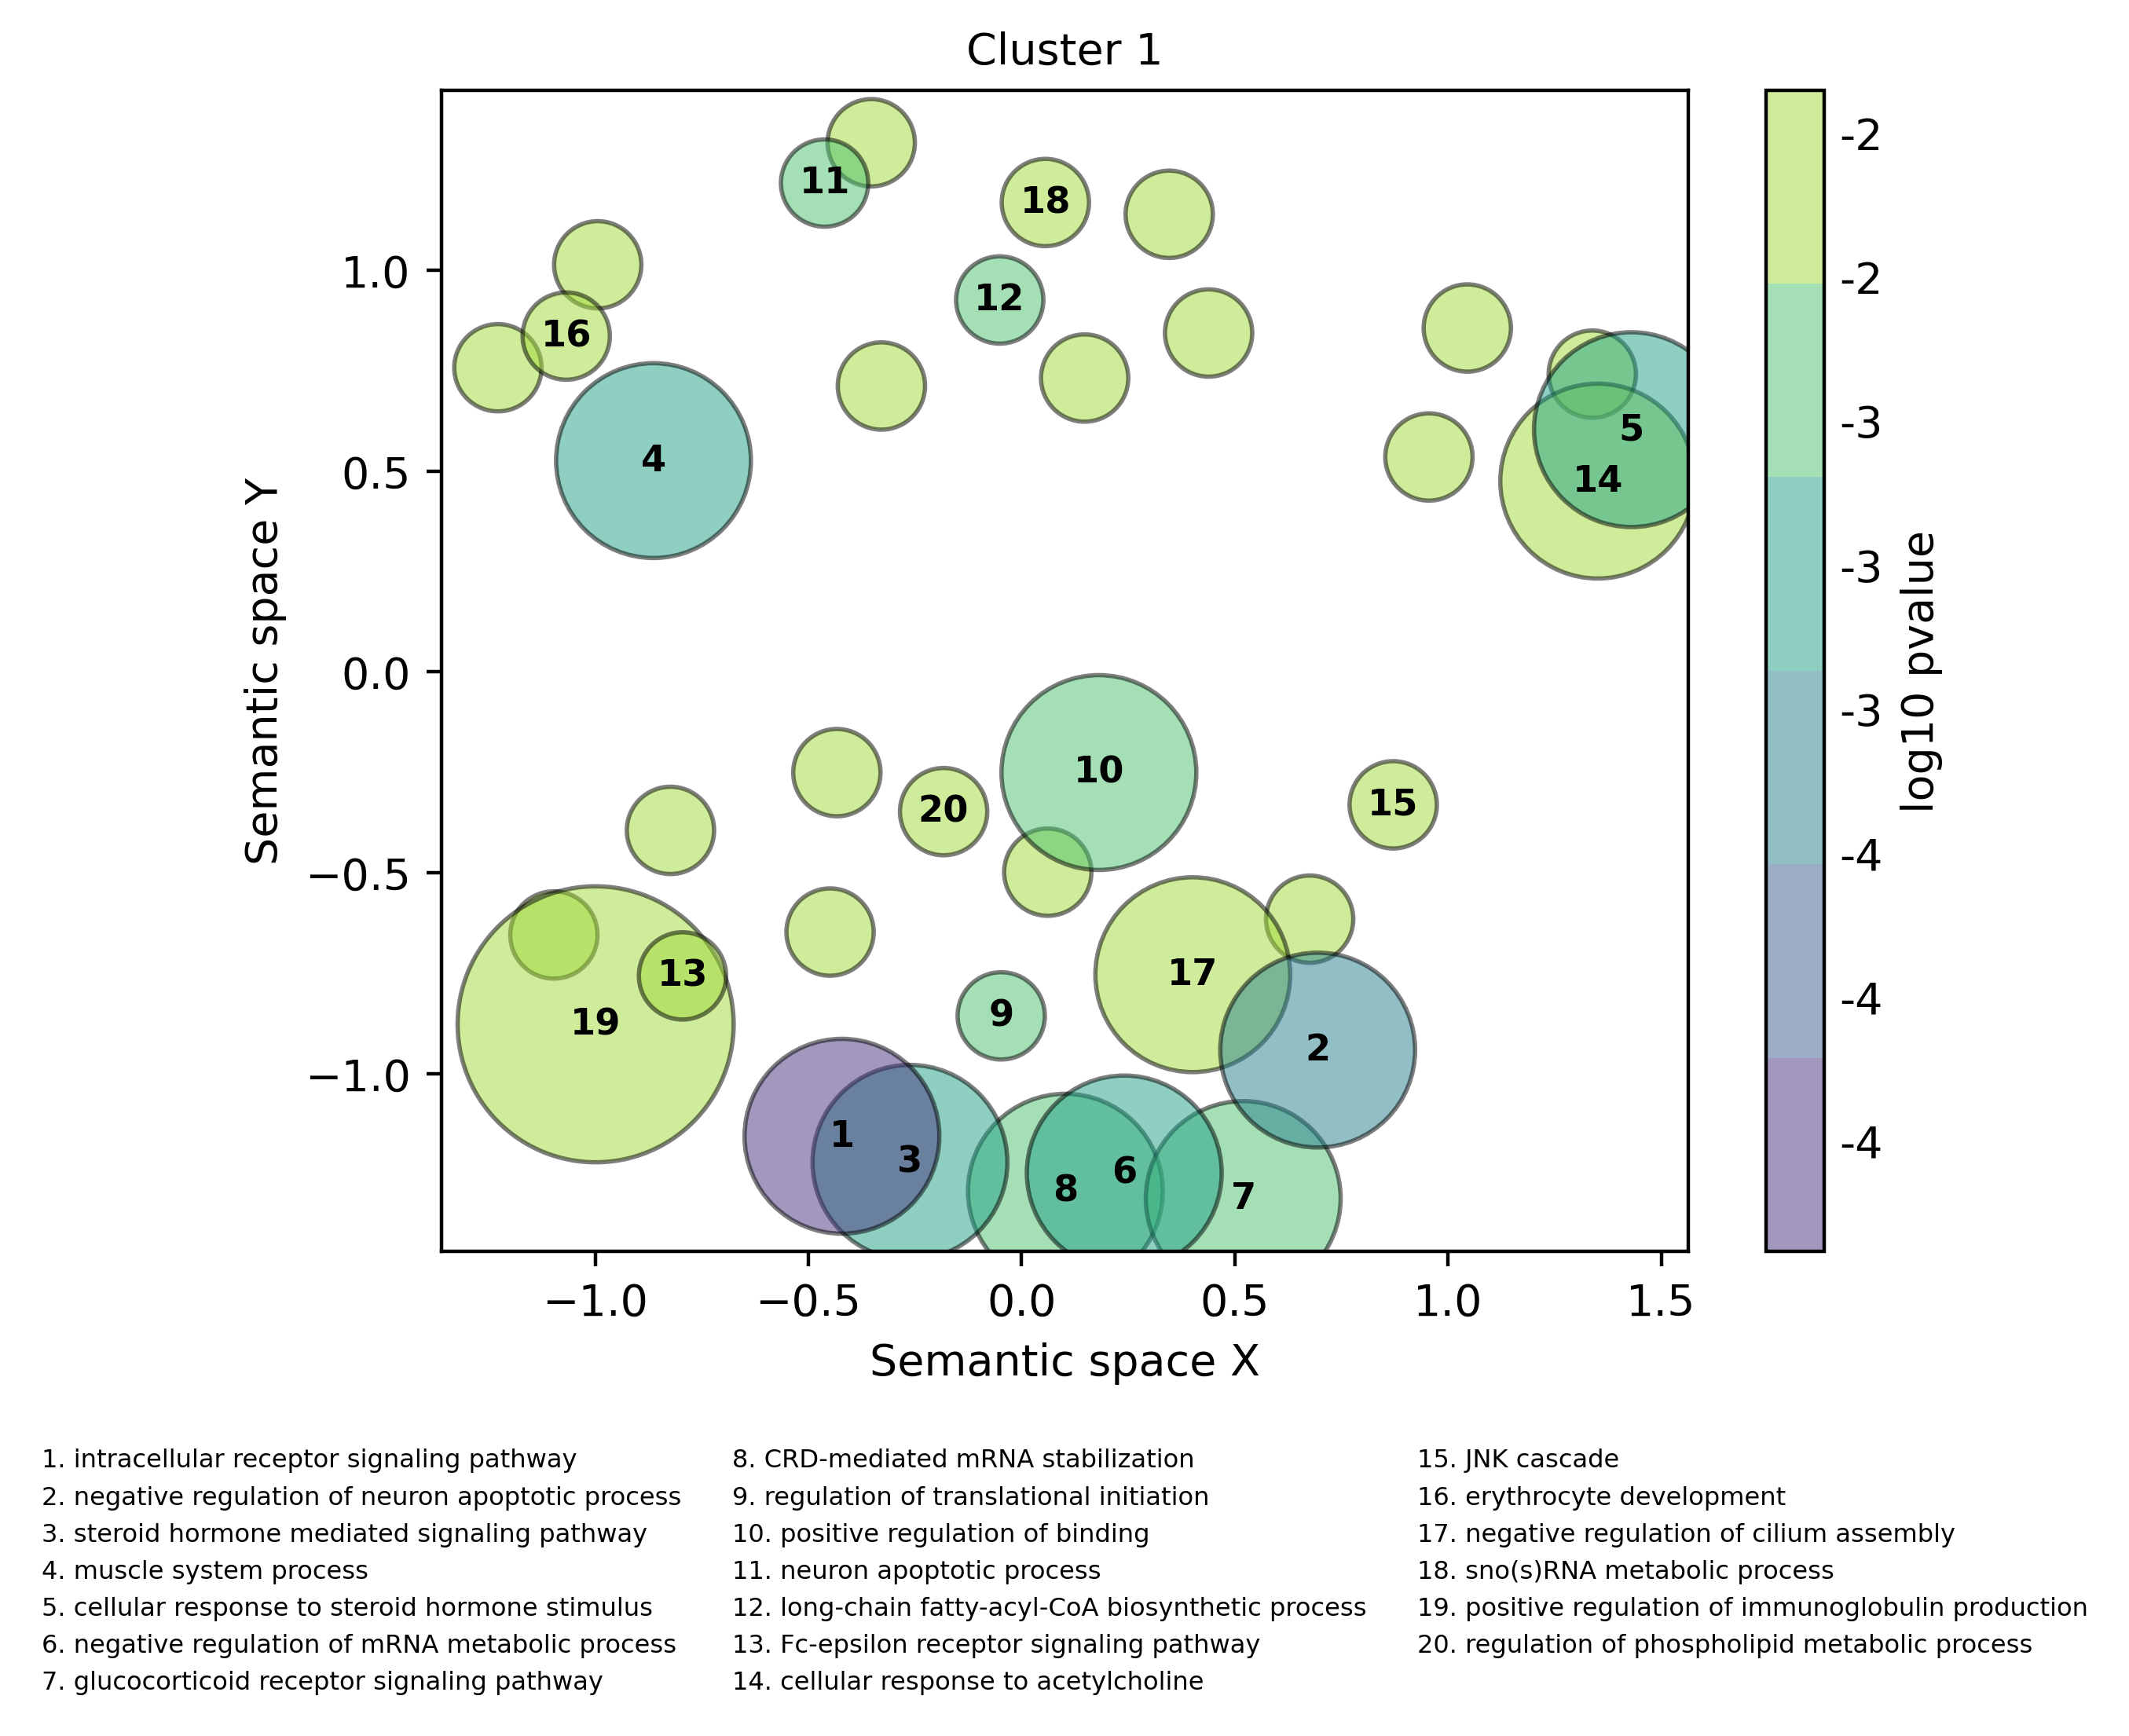 Cluster 1
11
18
12
16
4
5
14
10
20
15
13
19
17
9
2
1
3
8
6
7
1.0
0.5
0.0
−0.5
−1.0
Semantic space Y
−1.0
−0.5
0.0
0.5
1.0
1.5
Semantic space X
-2
-2
-3
-3
-3
-4
-4
-4
log10 pvalue
1. intracellular receptor signaling pathway
2. negative regulation of neuron apoptotic process
3. steroid hormone mediated signaling pathway
4. muscle system process
5. cellular response to steroid hormone stimulus
6. negative regulation of mRNA metabolic process
7. glucocorticoid receptor signaling pathway
8. CRD-mediated mRNA stabilization
9. regulation of translational initiation
10. positive regulation of binding
11. neuron apoptotic process
12. long-chain fatty-acyl-CoA biosynthetic process
13. Fc-epsilon receptor signaling pathway
14. cellular response to acetylcholine
15. JNK cascade
16. erythrocyte development
17. negative regulation of cilium assembly
18. sno(s)RNA metabolic process
19. positive regulation of immunoglobulin production
20. regulation of phospholipid metabolic process